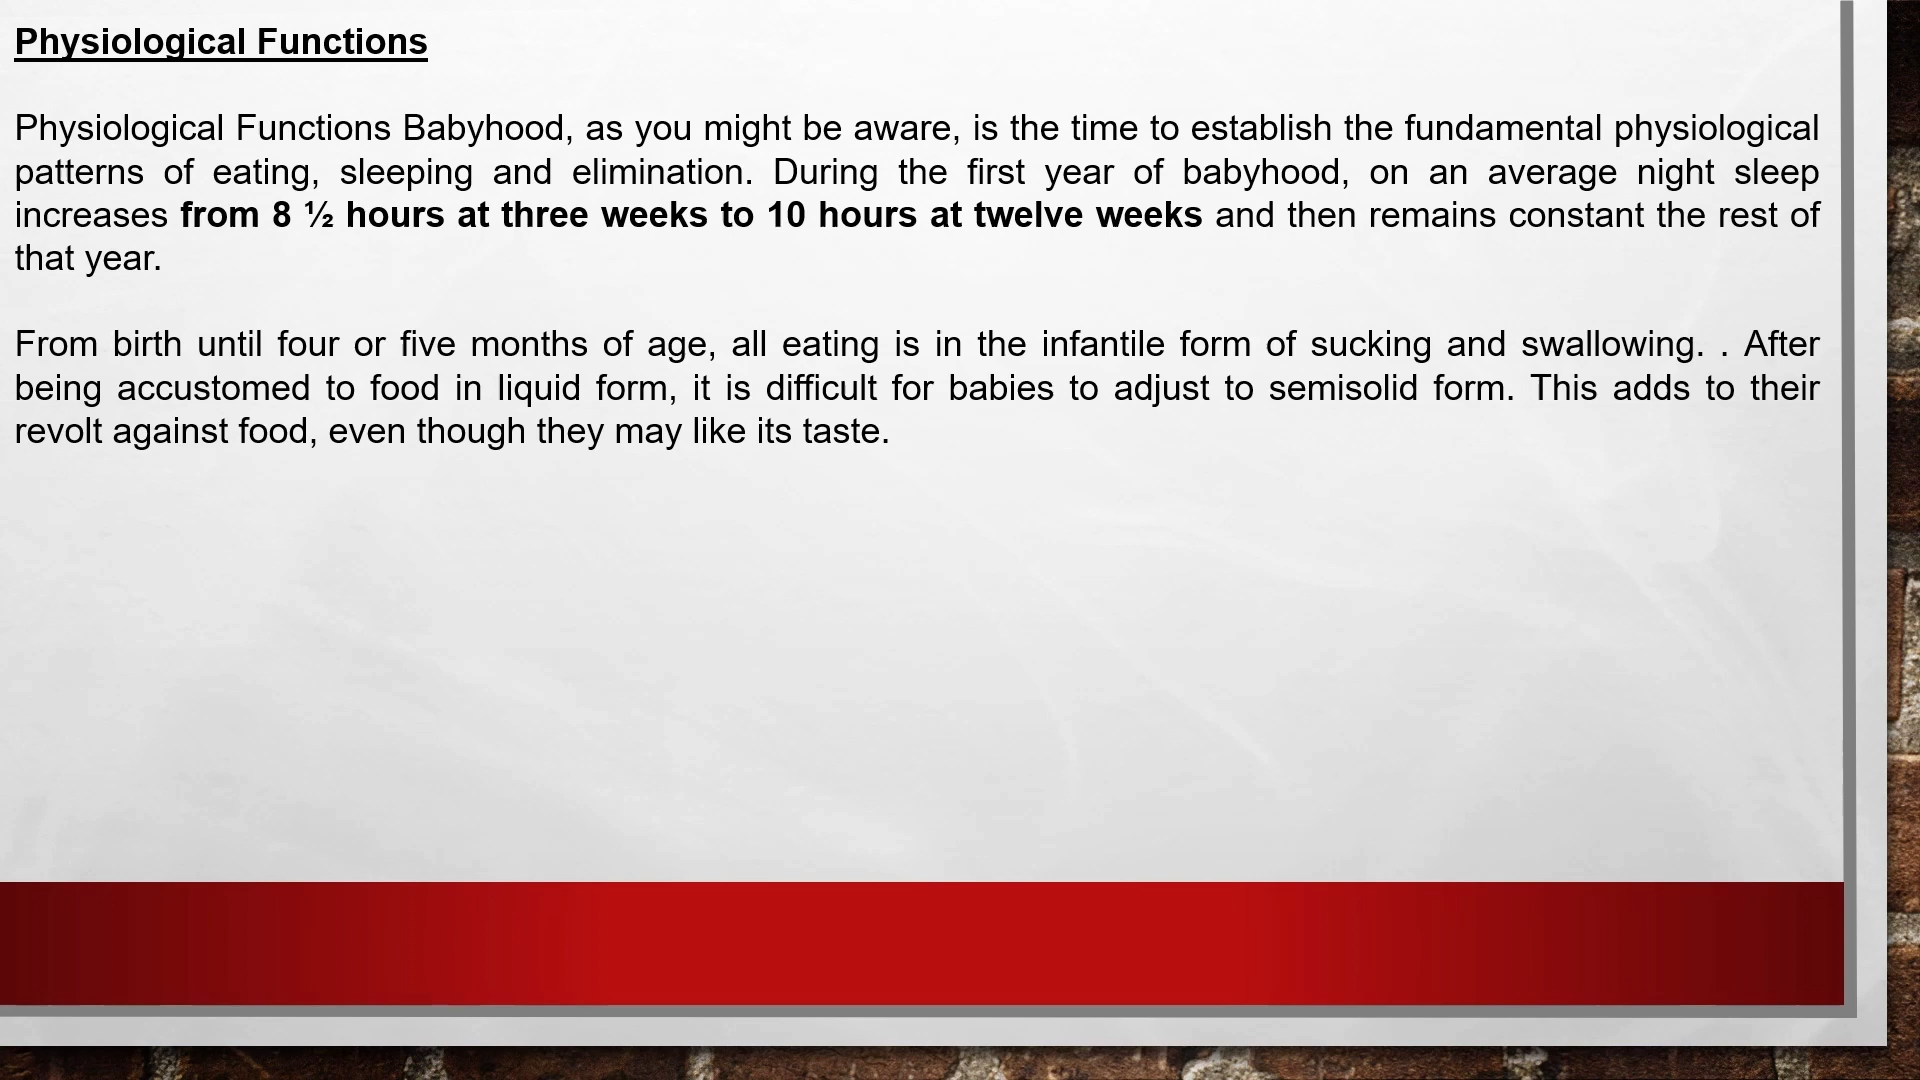 Physiological Functions
Physiological Functions Babyhood, as you might be aware, is the time to establish the fundamental physiological
patterns of eating, sleeping and elimination. During the first year of babyhood, on an average night sleep
increases from 8 ½ hours at three weeks to 10 hours at twelve weeks and then remains constant the rest of
that year.
From birth until four or five months of age, all eating is in the infantile form of sucking and swallowing. . After
being accustomed to food in liquid form, it is difficult for babies to adjust to semisolid form. This adds to their
revolt against food, even though they may like its taste.